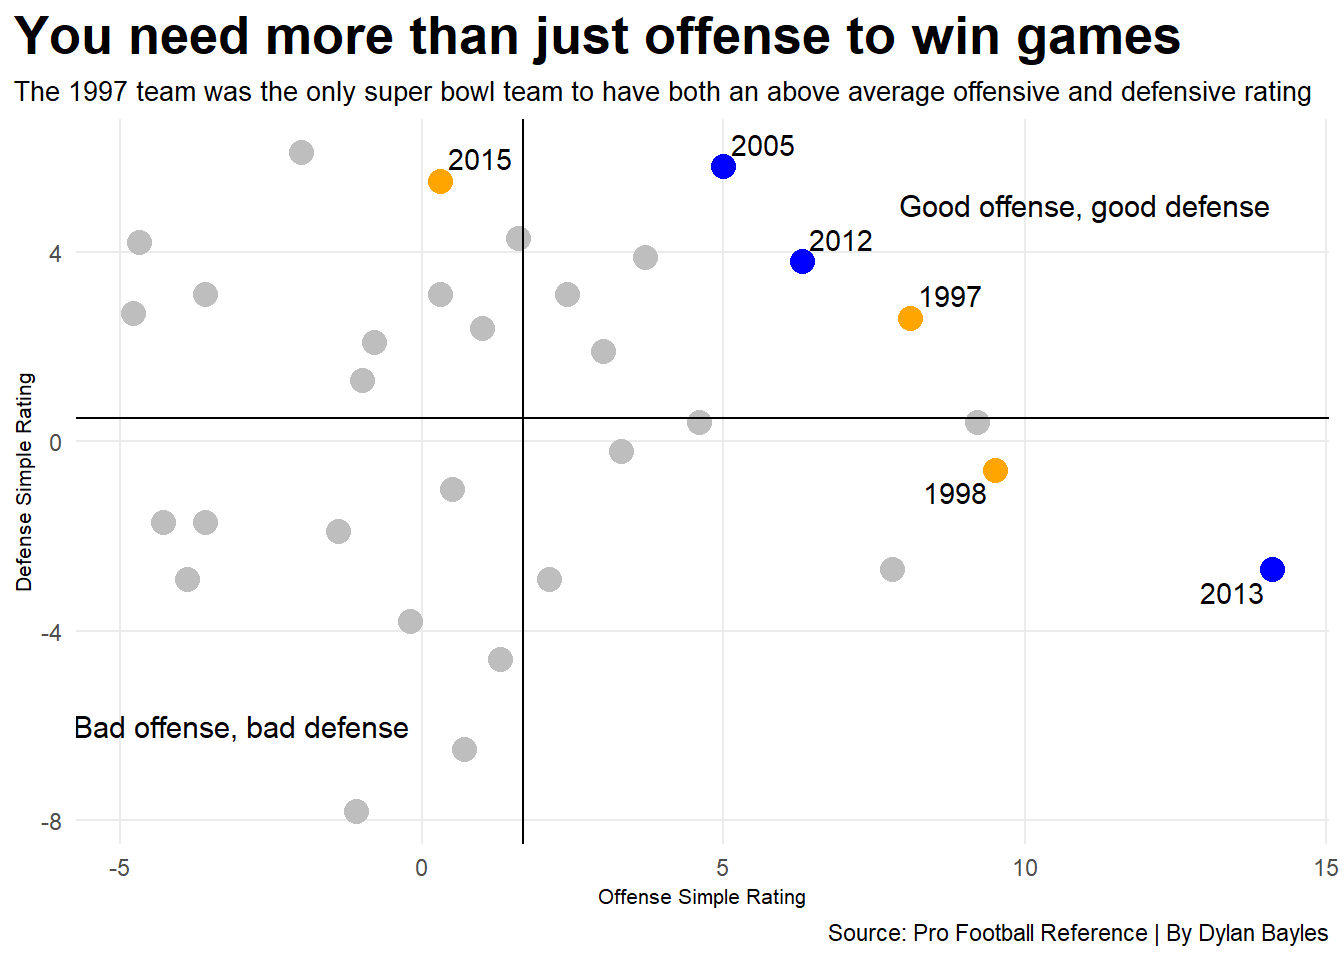 You need more than just offense to win games
The 1997 team was the only super bowl team to have both an above average offensive and defensive rating
2015
2005
Good offense, good defense
2012
4
1997
Defense Simple Rating
0
1998
2013
-4
Bad offense, bad defense
-8
-5
0
5
10
15
Offense Simple Rating
Source: Pro Football Reference | By Dylan Bayles